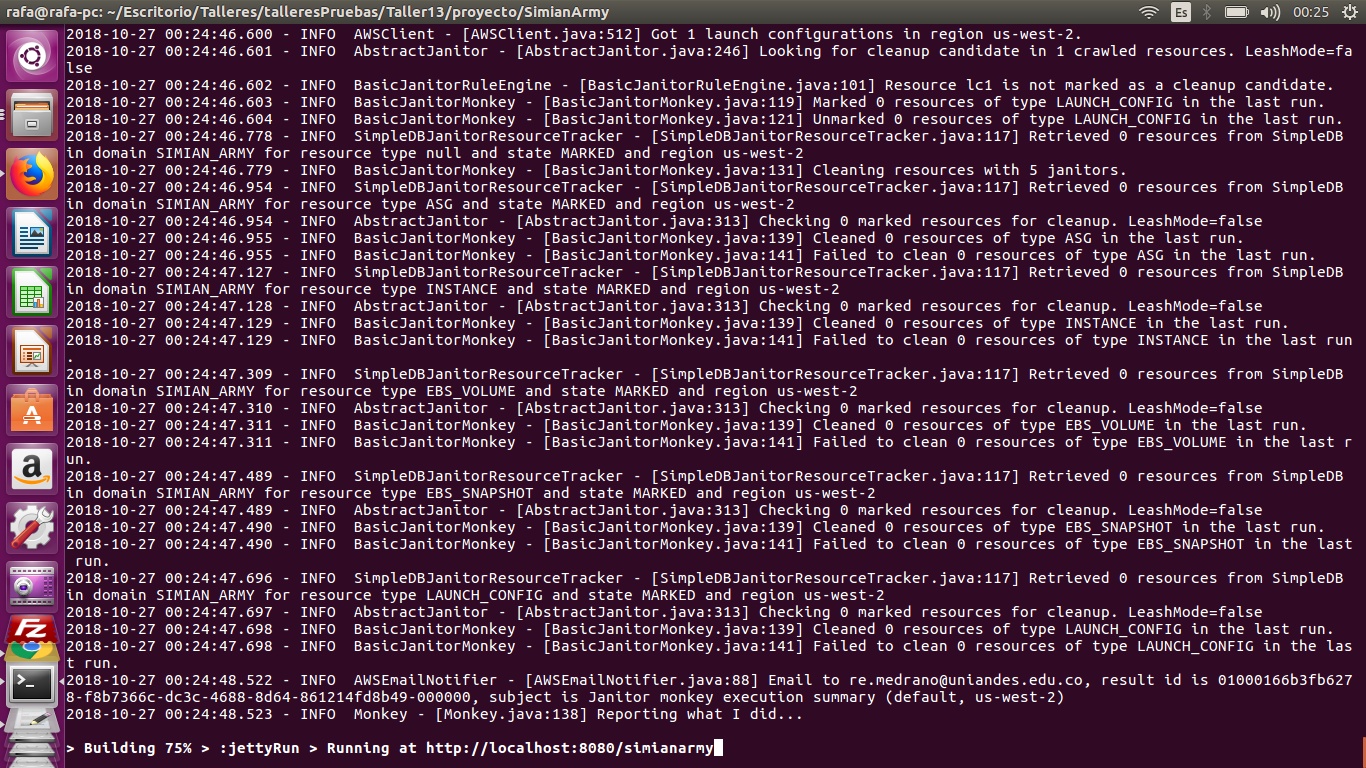 rafa@rafa-pc: ~/Escritorio/Talleres/talleresPruebas/Taller13/proyecto/SimianArmy
Es
00:25
2018-10-27 00:24:46.600 - INFO  AWSClient - [AWSClient.java:512] Got 1 launch configurations in region us-west-2.
2018-10-27 00:24:46.601 - INFO  AbstractJanitor - [AbstractJanitor.java:246] Looking for cleanup candidate in 1 crawled resources. LeashMode=fa
lse
2018-10-27 00:24:46.602 - INFO  BasicJanitorRuleEngine - [BasicJanitorRuleEngine.java:101] Resource lc1 is not marked as a cleanup candidate.
2018-10-27 00:24:46.603 - INFO  BasicJanitorMonkey - [BasicJanitorMonkey.java:119] Marked 0 resources of type LAUNCH_CONFIG in the last run.
2018-10-27 00:24:46.604 - INFO  BasicJanitorMonkey - [BasicJanitorMonkey.java:121] Unmarked 0 resources of type LAUNCH_CONFIG in the last run.
2018-10-27 00:24:46.778 - INFO  SimpleDBJanitorResourceTracker - [SimpleDBJanitorResourceTracker.java:117] Retrieved 0 resources from SimpleDB
in domain SIMIAN_ARMY for resource type null and state MARKED and region us-west-2
2018-10-27 00:24:46.779 - INFO  BasicJanitorMonkey - [BasicJanitorMonkey.java:131] Cleaning resources with 5 janitors.
2018-10-27 00:24:46.954 - INFO  SimpleDBJanitorResourceTracker - [SimpleDBJanitorResourceTracker.java:117] Retrieved 0 resources from SimpleDB
in domain SIMIAN_ARMY for resource type ASG and state MARKED and region us-west-2
2018-10-27 00:24:46.954 - INFO  AbstractJanitor - [AbstractJanitor.java:313] Checking 0 marked resources for cleanup. LeashMode=false
2018-10-27 00:24:46.955 - INFO  BasicJanitorMonkey - [BasicJanitorMonkey.java:139] Cleaned 0 resources of type ASG in the last run.
2018-10-27 00:24:46.955 - INFO  BasicJanitorMonkey - [BasicJanitorMonkey.java:141] Failed to clean 0 resources of type ASG in the last run.
2018-10-27 00:24:47.127 - INFO  SimpleDBJanitorResourceTracker - [SimpleDBJanitorResourceTracker.java:117] Retrieved 0 resources from SimpleDB
in domain SIMIAN_ARMY for resource type INSTANCE and state MARKED and region us-west-2
2018-10-27 00:24:47.128 - INFO  AbstractJanitor - [AbstractJanitor.java:313] Checking 0 marked resources for cleanup. LeashMode=false
2018-10-27 00:24:47.129 - INFO  BasicJanitorMonkey - [BasicJanitorMonkey.java:139] Cleaned 0 resources of type INSTANCE in the last run.
2018-10-27 00:24:47.129 - INFO  BasicJanitorMonkey - [BasicJanitorMonkey.java:141] Failed to clean 0 resources of type INSTANCE in the last run
.
2018-10-27 00:24:47.309 - INFO  SimpleDBJanitorResourceTracker - [SimpleDBJanitorResourceTracker.java:117] Retrieved 0 resources from SimpleDB
in domain SIMIAN_ARMY for resource type EBS_VOLUME and state MARKED and region us-west-2
2018-10-27 00:24:47.310 - INFO  AbstractJanitor - [AbstractJanitor.java:313] Checking 0 marked resources for cleanup. LeashMode=false
2018-10-27 00:24:47.311 - INFO  BasicJanitorMonkey - [BasicJanitorMonkey.java:139] Cleaned 0 resources of type EBS_VOLUME in the last run.
2018-10-27 00:24:47.311 - INFO  BasicJanitorMonkey - [BasicJanitorMonkey.java:141] Failed to clean 0 resources of type EBS_VOLUME in the last r
un.
2018-10-27 00:24:47.489 - INFO  SimpleDBJanitorResourceTracker - [SimpleDBJanitorResourceTracker.java:117] Retrieved 0 resources from SimpleDB
in domain SIMIAN_ARMY for resource type EBS_SNAPSHOT and state MARKED and region us-west-2
2018-10-27 00:24:47.489 - INFO  AbstractJanitor - [AbstractJanitor.java:313] Checking 0 marked resources for cleanup. LeashMode=false
2018-10-27 00:24:47.490 - INFO  BasicJanitorMonkey - [BasicJanitorMonkey.java:139] Cleaned 0 resources of type EBS_SNAPSHOT in the last run.
2018-10-27 00:24:47.490 - INFO  BasicJanitorMonkey - [BasicJanitorMonkey.java:141] Failed to clean 0 resources of type EBS_SNAPSHOT in the last
 run.
2018-10-27 00:24:47.696 - INFO  SimpleDBJanitorResourceTracker - [SimpleDBJanitorResourceTracker.java:117] Retrieved 0 resources from SimpleDB
in domain SIMIAN_ARMY for resource type LAUNCH_CONFIG and state MARKED and region us-west-2
2018-10-27 00:24:47.697 - INFO  AbstractJanitor - [AbstractJanitor.java:313] Checking 0 marked resources for cleanup. LeashMode=false
2018-10-27 00:24:47.698 - INFO  BasicJanitorMonkey - [BasicJanitorMonkey.java:139] Cleaned 0 resources of type LAUNCH_CONFIG in the last run.
2018-10-27 00:24:47.698 - INFO  BasicJanitorMonkey - [BasicJanitorMonkey.java:141] Failed to clean 0 resources of type LAUNCH_CONFIG in the las
t run.
2018-10-27 00:24:48.522 - INFO  AWSEmailNotifier - [AWSEmailNotifier.java:88] Email to re.medrano@uniandes.edu.co, result id is 01000166b3fb627
8-f8b7366c-dc3c-4688-8d64-861214fd8b49-000000, subject is Janitor monkey execution summary (default, us-west-2)
2018-10-27 00:24:48.523 - INFO  Monkey - [Monkey.java:138] Reporting what I did...
> Building 75% > :jettyRun > Running at http://localhost:8080/simianarmy